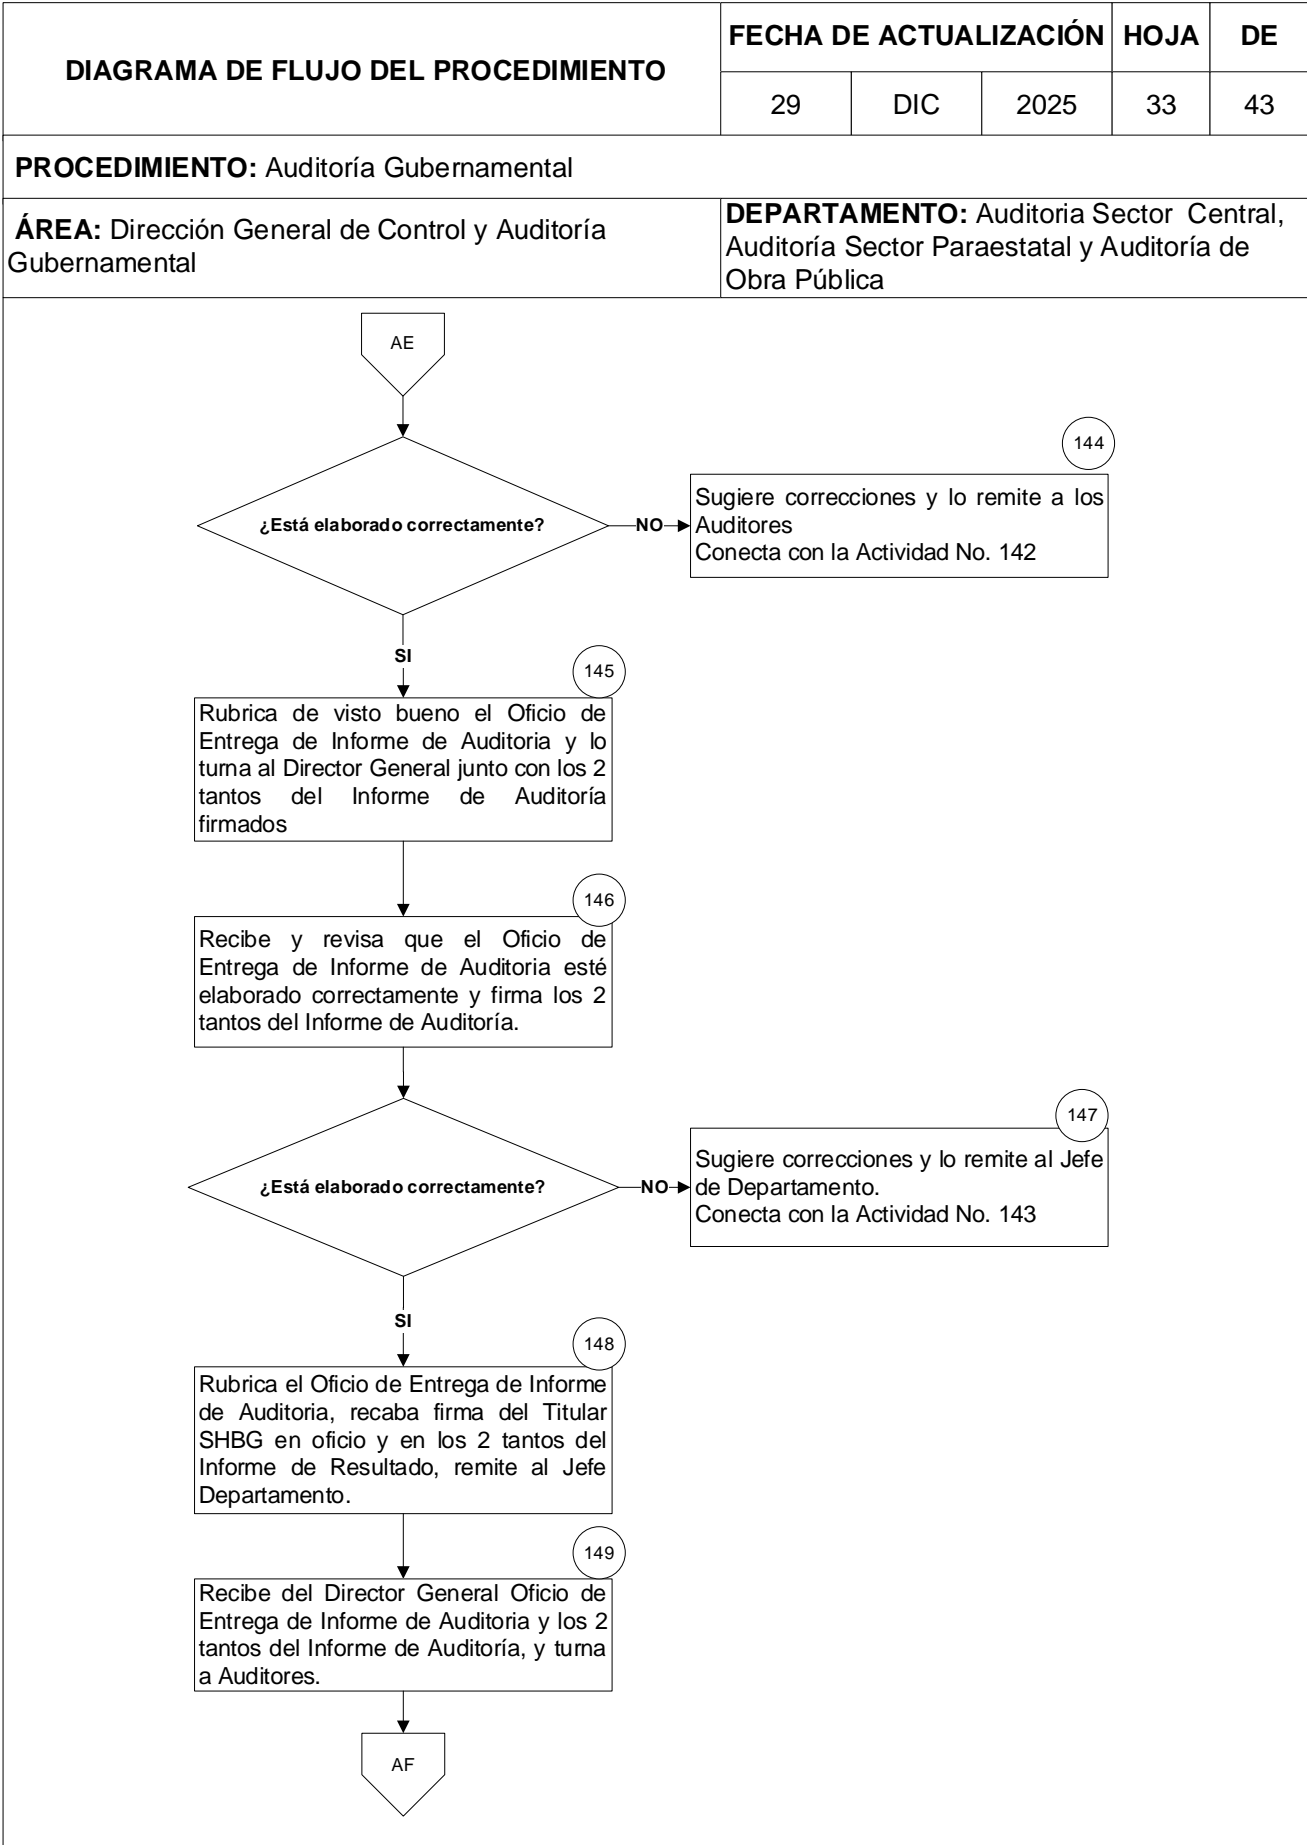 DIAGRAMA DE FLUJO DEL PROCEDIMIENTO
FECHA DE ACTUALIZACIÓN HOJA DE
29 DIC 2025 33 43
PROCEDIMIENTO: Auditoría Gubernamental
ÁREA: Dirección General de Control y Auditoría
Gubernamental
DEPARTAMENTO: Auditoria Sector Central,
Auditoría Sector Paraestatal y Auditoría de
Obra Pública
AE
¿Está elaborado correctamente?
NO
144
Sugiere correcciones y lo remite a los
Auditores
Conecta con la Actividad No. 142
SI
145
Rubrica de visto bueno el Oficio de
Entrega de Informe de Auditoria y lo
turna al Director General junto con los 2
tantos del Informe de Auditoría
firmados
146
Recibe y revisa que el Oficio de
Entrega de Informe de Auditoria esté
elaborado correctamente y firma los 2
tantos del Informe de Auditoría.
¿Está elaborado correctamente?
NO
147
Sugiere correcciones y lo remite al Jefe
de Departamento.
Conecta con la Actividad No. 143
SI
148
Rubrica el Oficio de Entrega de Informe
de Auditoria, recaba firma del Titular
SHBG en oficio y en los 2 tantos del
Informe de Resultado, remite al Jefe
Departamento.
149
Recibe del Director General Oficio de
Entrega de Informe de Auditoria y los 2
tantos del Informe de Auditoría, y turna
a Auditores.
AF